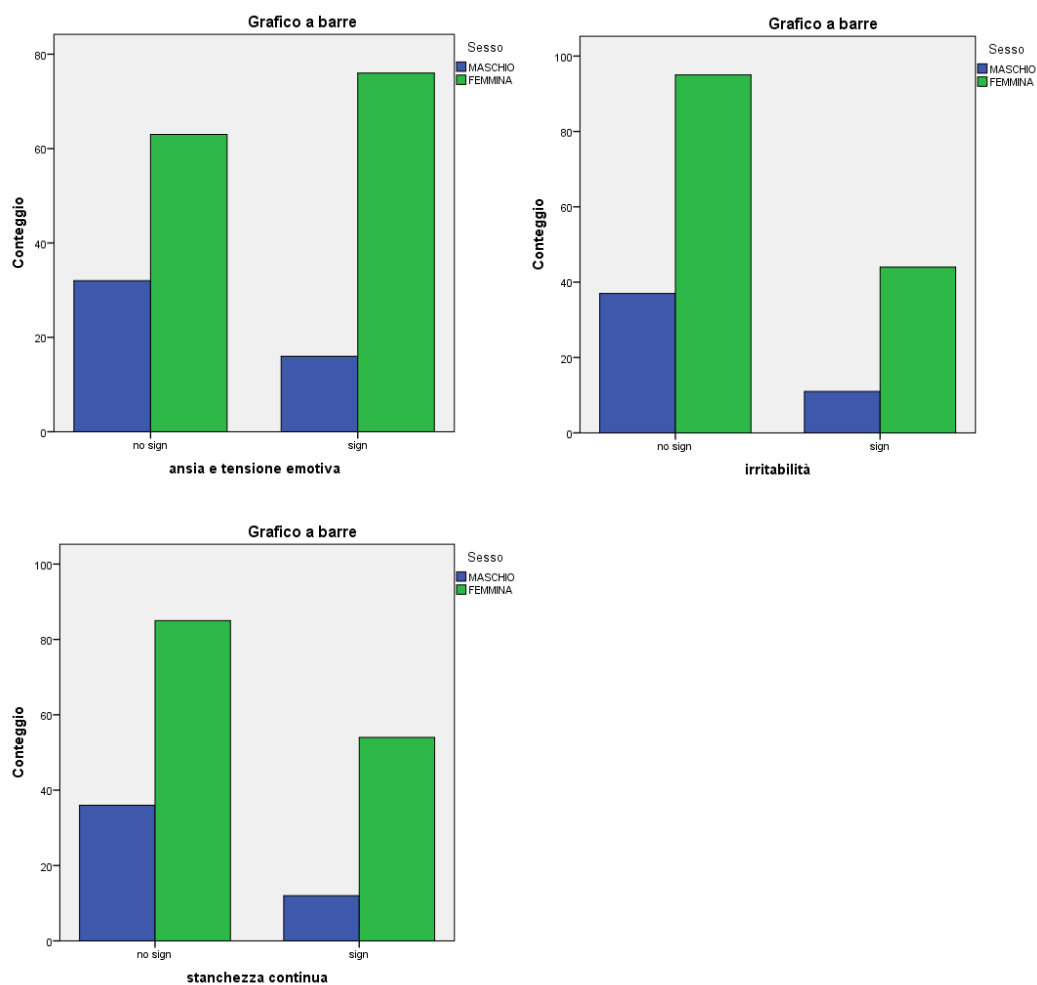 Grafico a barre
Sesso
MASCHIO
FEMMINA
80
60
40
20
0
Conteggio
no sign
sign
ansia e tensione emotiva
Grafico a barre
Sesso
MASCHIO
FEMMINA
100
80
60
40
20
0
Conteggio
no sign
sign
irritabilità
Grafico a barre
Sesso
MASCHIO
FEMMINA
100
80
60
40
20
0
Conteggio
no sign
sign
stanchezza continua